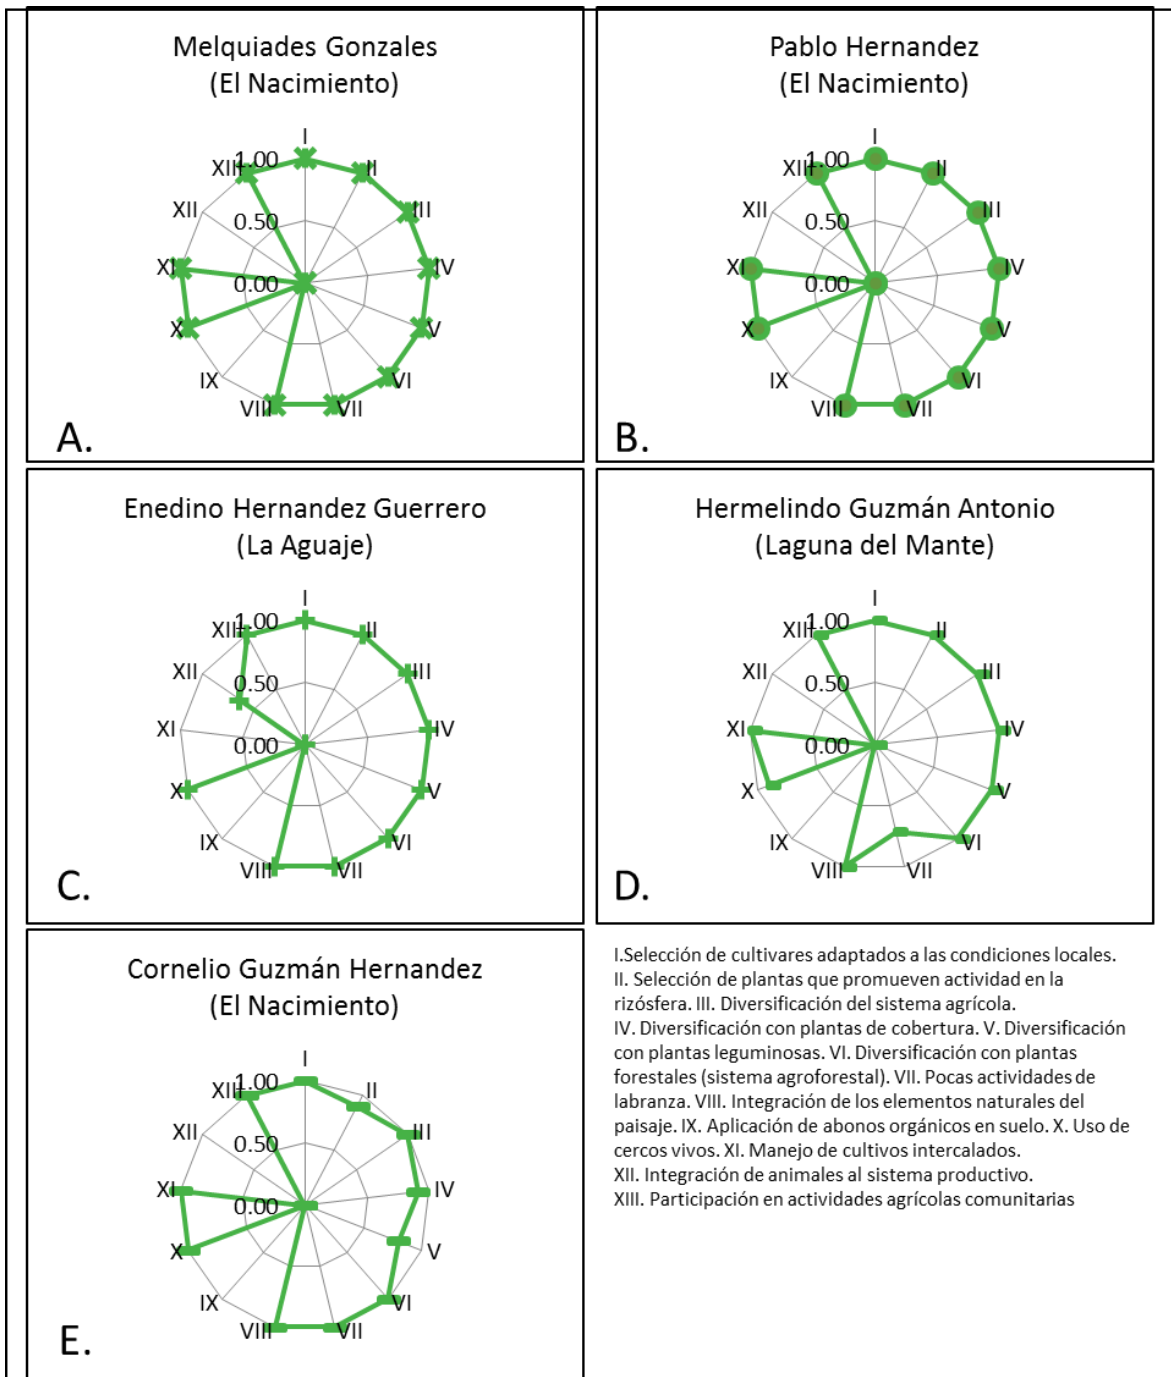 Melquiades Gonzales
(El Nacimiento)
I
II
III
IV
V
VI
VII
VIII
IX
X
XI
XII
XIII
1.00
0.50
0.00
A.
Pablo Hernandez
(El Nacimiento)
I
II
III
IV
V
VI
VII
VIII
IX
X
XI
XII
XIII
1.00
0.50
0.00
B.
Enedino Hernandez Guerrero
(La Aguaje)
I
II
III
IV
V
VI
VII
VIII
IX
X
XI
XII
XIII
1.00
0.50
0.00
C.
Hermelindo Guzmán Antonio
(Laguna del Mante)
I
II
III
IV
V
VI
VII
VIII
IX
X
XI
XII
XIII
1.00
0.50
0.00
D.
Cornelio Guzmán Hernandez
(El Nacimiento)
I
II
III
IV
V
VI
VII
VIII
IX
X
XI
XII
XIII
1.00
0.50
0.00
E.
I.Selección de cultivares adaptados a las condiciones locales.
II. Selección de plantas que promueven actividad en la
rizósfera. III. Diversificación del sistema agrícola.
IV. Diversificación con plantas de cobertura. V. Diversificación
con plantas leguminosas. VI. Diversificación con plantas
forestales (sistema agroforestal). VII. Pocas actividades de
labranza. VIII. Integración de los elementos naturales del
paisaje. IX. Aplicación de abonos orgánicos en suelo. X. Uso de
cercos vivos. XI. Manejo de cultivos intercalados.
XII. Integración de animales al sistema productivo.
XIII. Participación en actividades agrícolas comunitarias